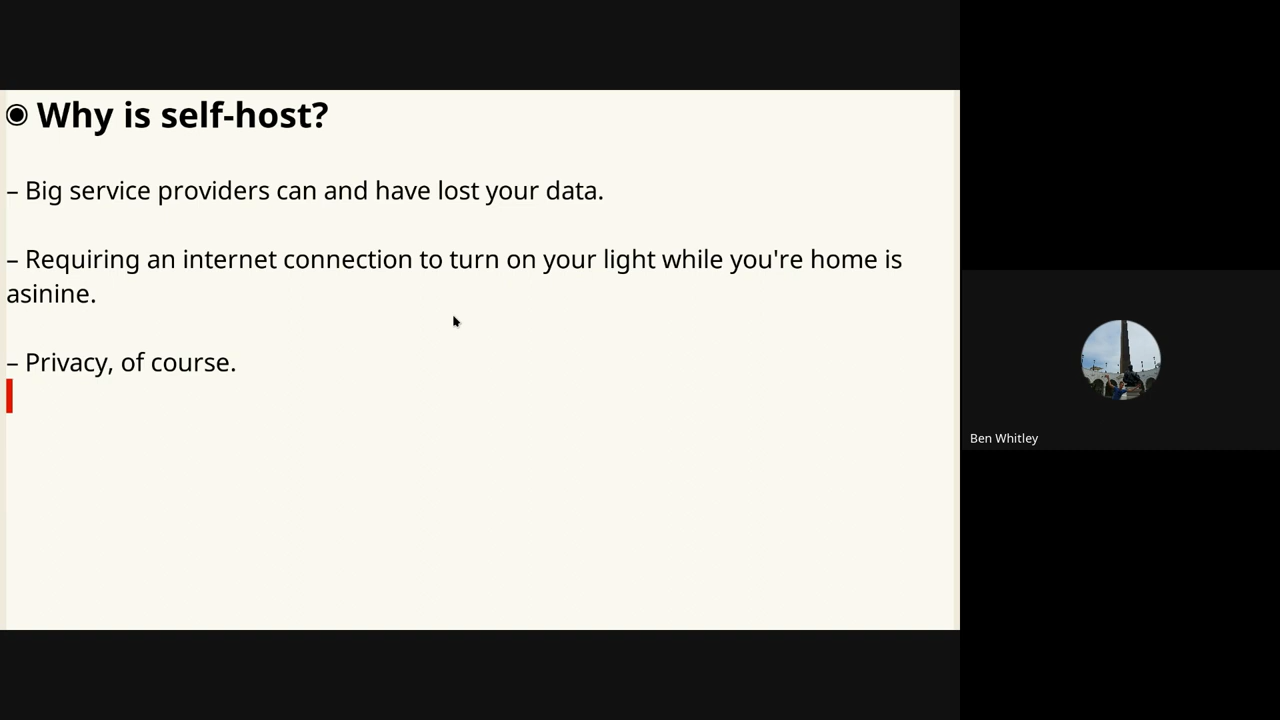 ◉ Why is self-host?
– Big service providers can and have lost your data.
– Requiring an internet connection to turn on your light while you're home is
asinine.
– Privacy, of course.
Ben Whitley